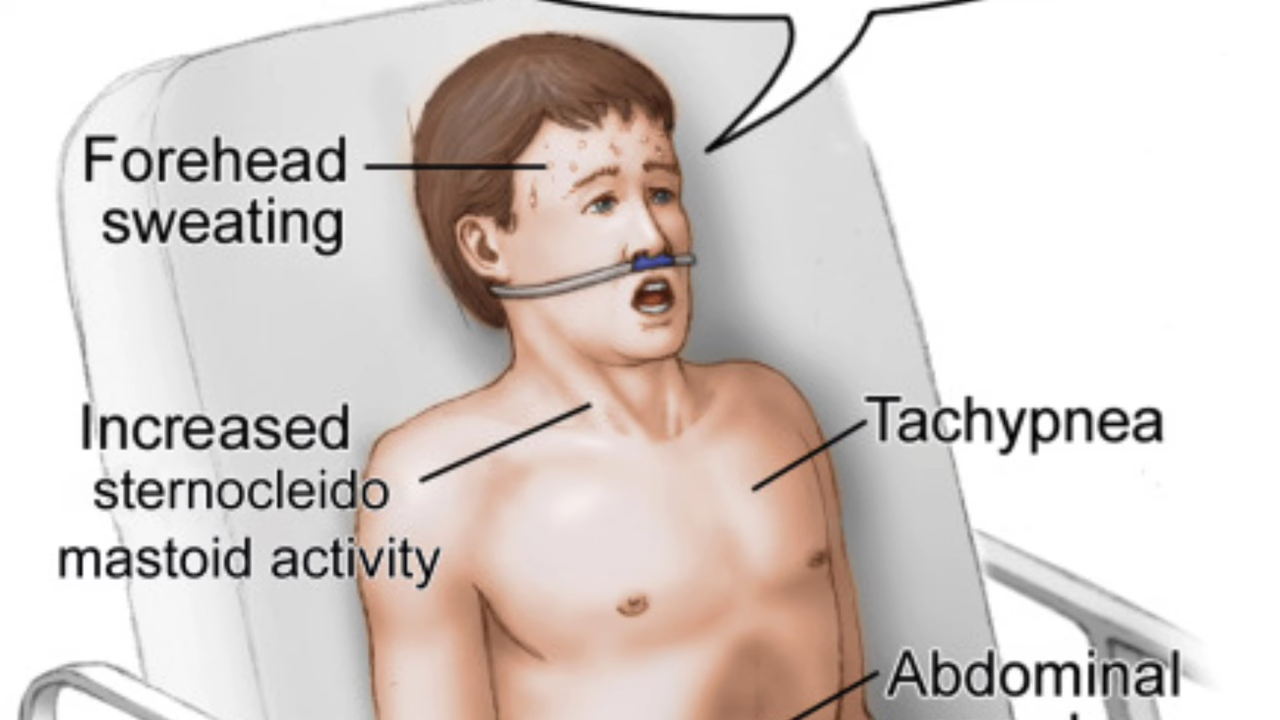 Forehead
sweating
Increased
sternocleido
mastoid activity
Tachypnea
Abdominal